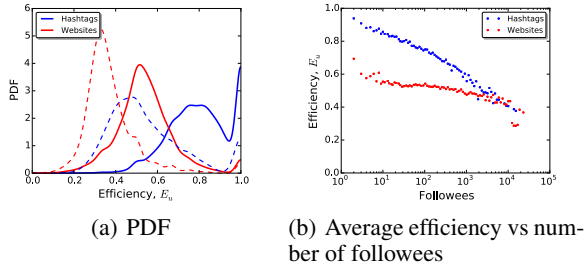 6
5
4
3
2
1
0
PDF
Hashtags
Websites
0.0 0.2 0.4 0.6 0.8 1.0
Efficiency, E_u
(a) PDF
1.0
0.8
0.6
0.4
0.2
0.0
Efficiency, E_u
Hashtags
Websites
10^0 10^1 10^2 10^3 10^4 10^5
Followees
(b) Average efficiency vs num-
ber of followees